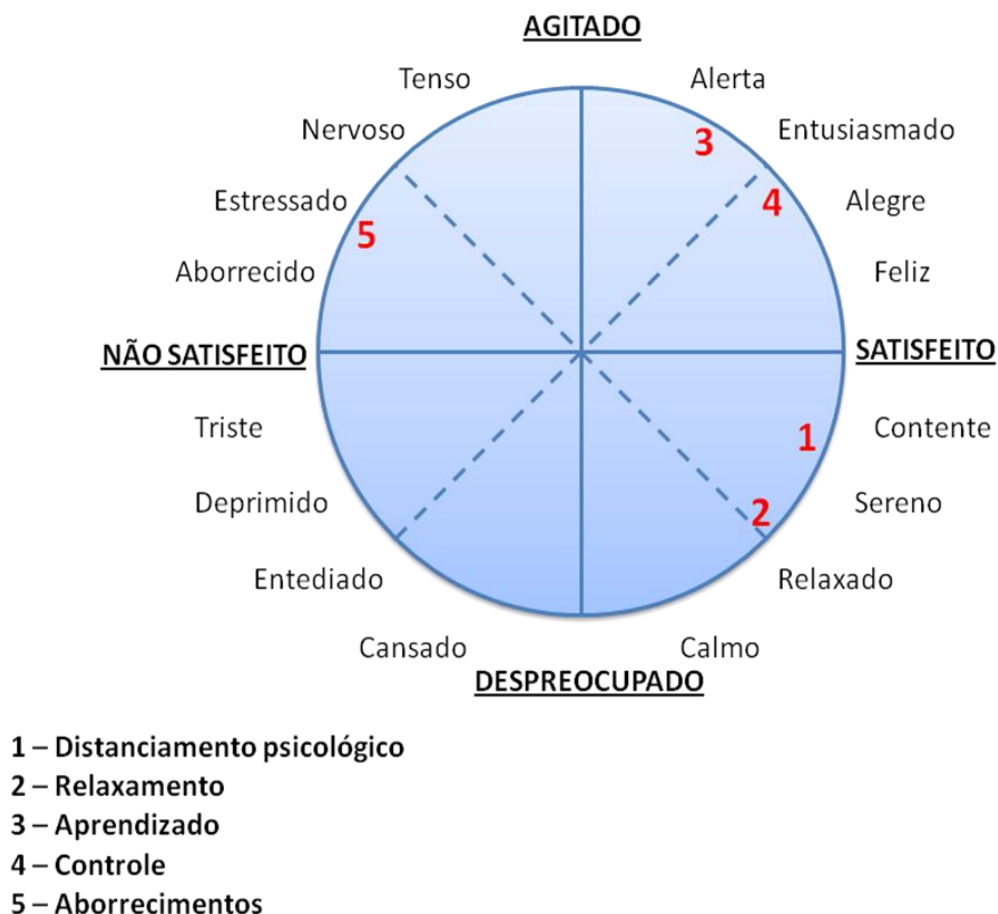 AGITADO
Tenso
Alerta
Nervoso
3
Entusiasmado
Estressado
4
Alegre
5
Aborrecido
Feliz
NÃO SATISFEITO
SATISFEITO
Triste
1
Contente
Deprimido
2
Sereno
Entediado
Relaxado
Cansado
Calmo
DESPREOCUPADO
1 – Distanciamento psicológico
2 – Relaxamento
3 – Aprendizado
4 – Controle
5 – Aborrecimentos